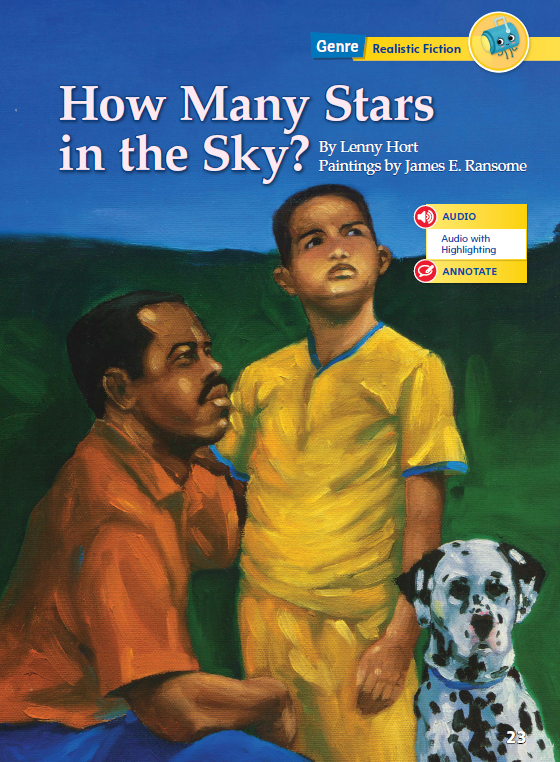 Genre
Realistic Fiction
How Many Stars
in the Sky?
By Lenny Hort
Paintings by James E. Ransome
AUDIO
Audio with
Highlighting
ANNOTATE
23